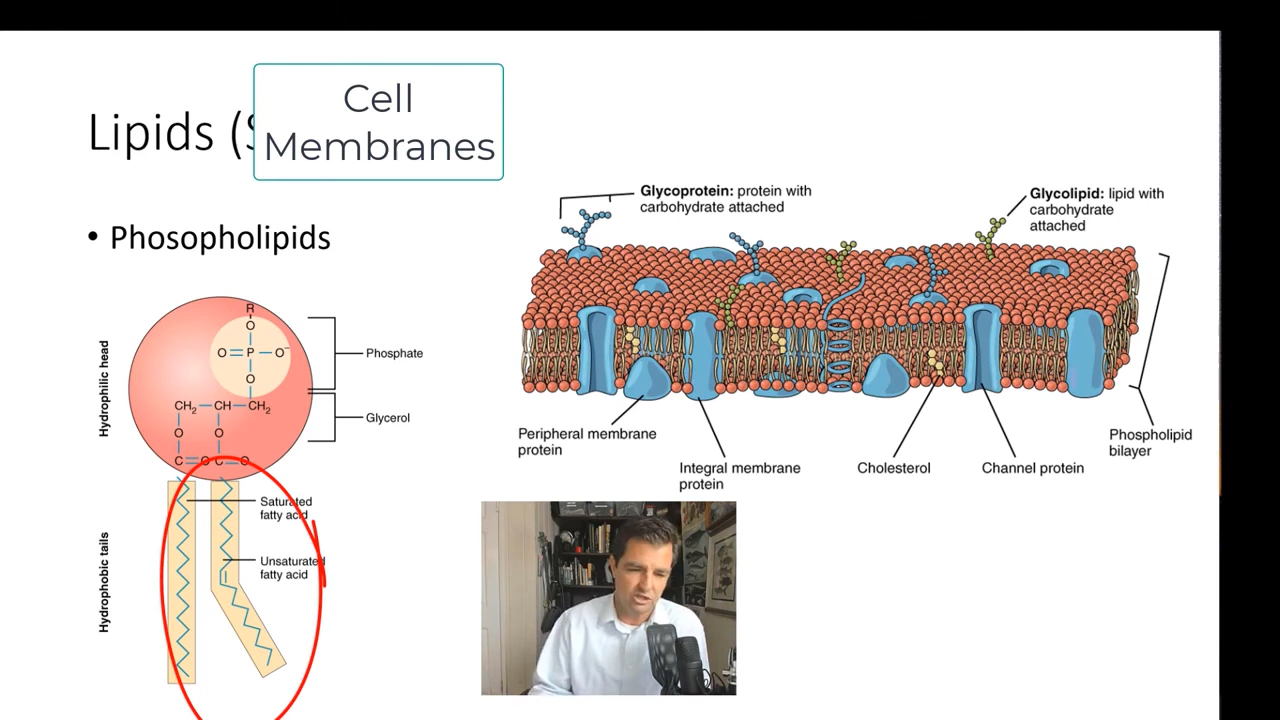 Lipids (
Cell
Membranes
• Phosopholipids
Hydrophilic head
R
O
O = P — O⁻
O
CH₂ — CH — CH₂
O O
C = O C — O
Phosphate
Glycerol
Saturated
fatty acid
Unsaturated
fatty acid
Hydrophobic tails
Glycoprotein: protein with
carbohydrate attached
Glycolipid: lipid with
carbohydrate
attached
Peripheral membrane
protein
Integral membrane
protein
Cholesterol
Channel protein
Phospholipid
bilayer